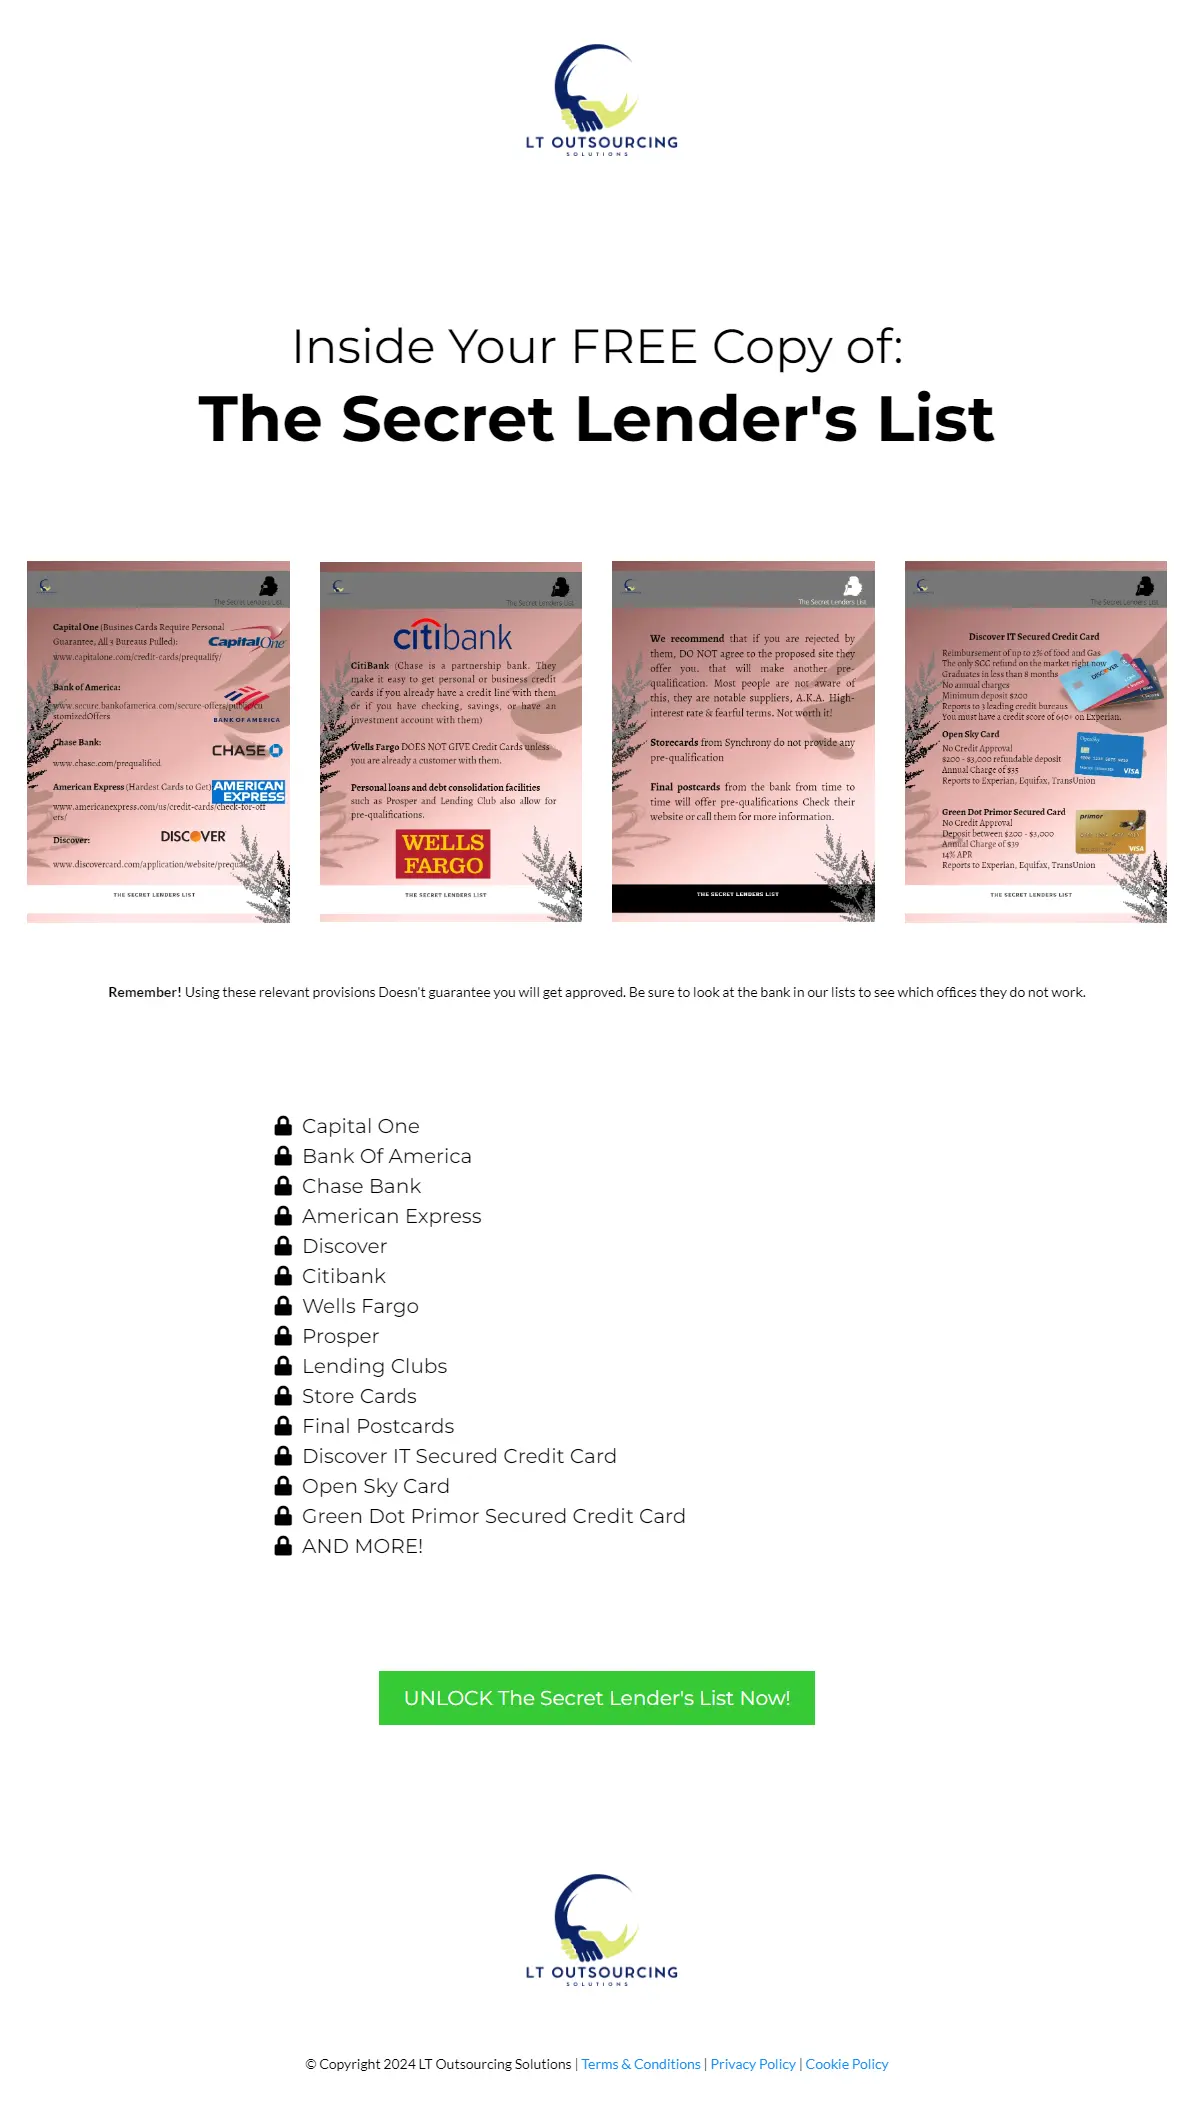 LT OUTSOURCING
SOLUTIONS
Inside Your FREE Copy of:
The Secret Lender's List
The Secret Lenders List
Capital One (Busines Cards Require Personal
Guarantee, All 3 Bureaus Pulled):
CapitalOne
www.capitalone.com/credit-cards/prequalify/
Bank of America:
www.secure.bankofamerica.com/secure-offers/public/cu
stomizedOffers
BANK OF AMERICA
Chase Bank:
CHASE
www.chase.com/prequalified
American Express (Hardest Cards to Get)
AMERICAN
EXPRESS
www.americanexpress.com/us/credit-cards/check-for-off
ers/
Discover:
DISCOVER
www.discovercard.com/application/website/prequal
THE SECRET LENDERS LIST
The Secret Lenders List
citibank
CitiBank (Chase is a partnership bank. They
make it easy to get personal or business credit
cards if you already have a credit line with them
or if you have checking, savings, or have an
investment account with them)
Wells Fargo DOES NOT GIVE Credit Cards unless
you are already a customer with them.
Personal loans and debt consolidation facilities
such as Prosper and Lending Club also allow for
pre-qualifications.
WELLS
FARGO
THE SECRET LENDERS LIST
The Secret Lenders List
We recommend that if you are rejected by
them, DO NOT agree to the proposed site they
offer you. that will make another pre-
qualification. Most people are not aware of
this, they are notable suppliers, A.K.A. High-
interest rate & fearful terms. Not worth it!
Storecards from Synchrony do not provide any
pre-qualification
Final postcards from the bank from time to
time will offer pre-qualifications Check their
website or call them for more information.
THE SECRET LENDERS LIST
The Secret Lenders List
Discover IT Secured Credit Card
Reimbursement of up to 2% of food and Gas
The only SCC refund on the market right now
Graduates in less than 8 months
No annual charges
Minimum deposit $200
Reports to 3 leading credit bureaus
You must have a credit score of 640+ on Experian.
DISCOVER
Open Sky Card
No Credit Approval
$200 - $3,000 refundable deposit
Annual Charge of $35
Reports to Experian, Equifax, TransUnion
OpenSky
VISA
Green Dot Primor Secured Card
No Credit Approval
Deposit between $200 - $3,000
Annual Charge of $39
14% APR
Reports to Experian, Equifax, TransUnion
primor
VISA
THE SECRET LENDERS LIST
Remember! Using these relevant provisions Doesn't guarantee you will get approved. Be sure to look at the bank in our lists to see which offices they do not work.
Capital One
Bank Of America
Chase Bank
American Express
Discover
Citibank
Wells Fargo
Prosper
Lending Clubs
Store Cards
Final Postcards
Discover IT Secured Credit Card
Open Sky Card
Green Dot Primor Secured Credit Card
AND MORE!
UNLOCK The Secret Lender's List Now!
LT OUTSOURCING
SOLUTIONS
© Copyright 2024 LT Outsourcing Solutions | Terms & Conditions | Privacy Policy | Cookie Policy